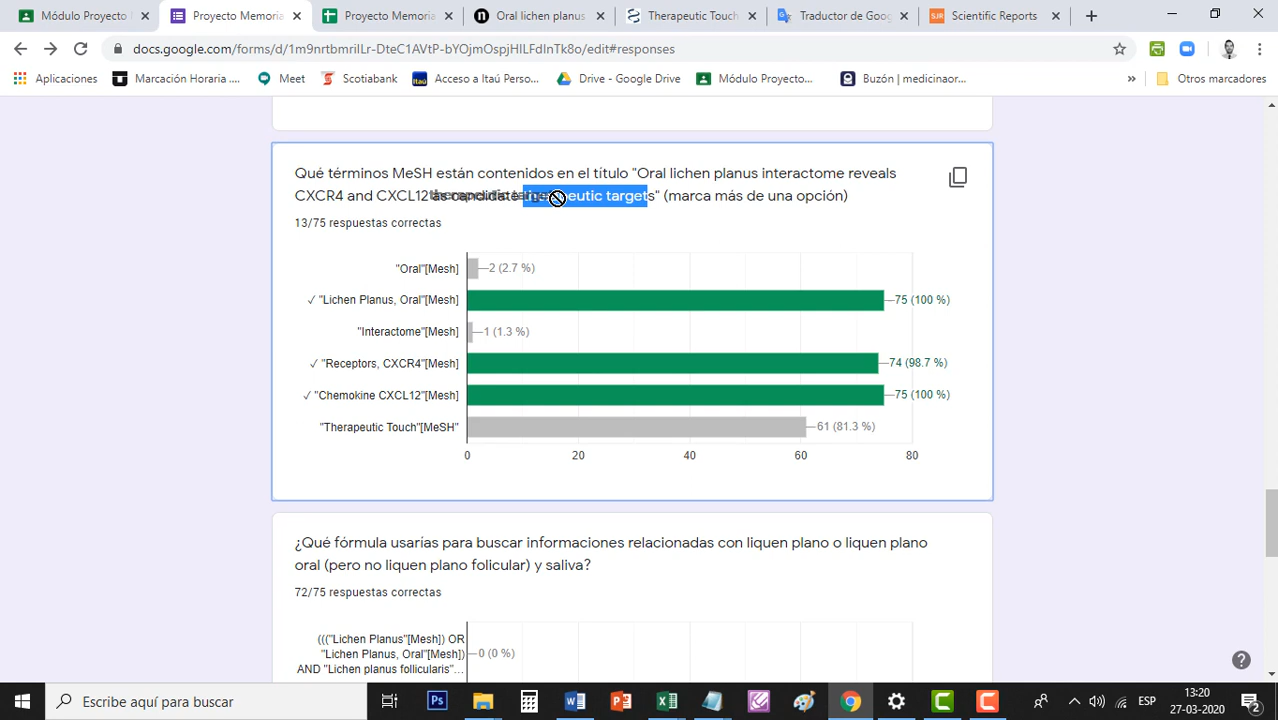 Módulo Proyecto Memoria
Proyecto Memoria
Proyecto Memoria
Oral lichen planus
Therapeutic Touch
Traductor de Goog
SJR
Scientific Reports
docs.google.com/forms/d/1m9nrtbmriILr-DteC1AVtP-bYOjmOspjHILFdInTk8o/edit#responses
Aplicaciones
Marcación Horaria ....
Meet
Scotiabank
Itaú
Acceso a Itaú Perso...
Drive - Google Drive
Módulo Proyecto...
Buzón (medicinaor...
»
Otros marcadores
Qué términos MeSH están contenidos en el título "Oral lichen planus interactome reveals
CXCR4 and CXCL12 as candidate therapeutic targets" (marca más de una opción)
13/75 respuestas correctas
"Oral"[Mesh] 2 (2.7 %)
✓ "Lichen Planus, Oral"[Mesh] 75 (100 %)
"Interactome"[Mesh] 1 (1.3 %)
✓ "Receptors, CXCR4"[Mesh] 74 (98.7 %)
✓ "Chemokine CXCL12"[Mesh] 75 (100 %)
"Therapeutic Touch"[MeSH" 61 (81.3 %)
0 20 40 60 80
¿Qué fórmula usarías para buscar informaciones relacionadas con liquen plano o liquen plano
oral (pero no liquen plano folicular) y saliva?
72/75 respuestas correctas
((("Lichen Planus"[Mesh]) OR
"Lichen Planus, Oral"[Mesh]) 0 (0 %)
AND "Lichen planus follicularis"...
Escribe aquí para buscar
Ps
ESP
13:20
27-03-2020
2